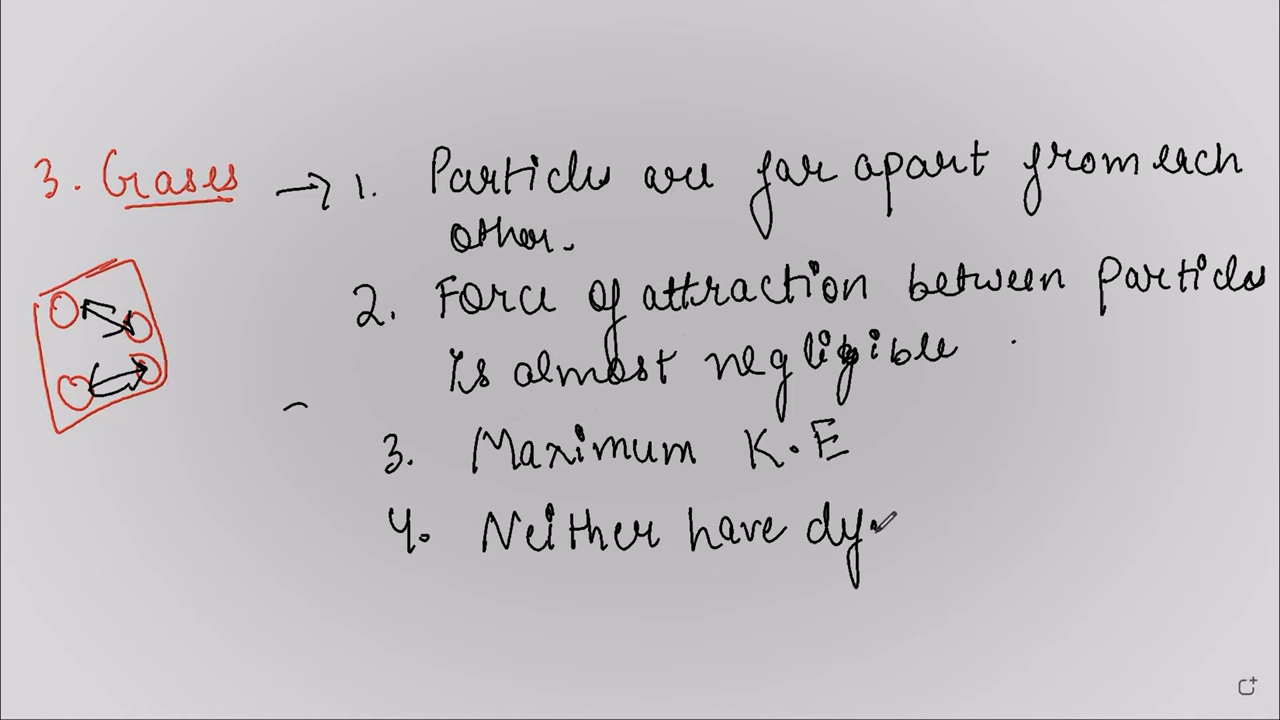 3. Gases → 1. Particles are far apart from each
other.
2. Force of attraction between particles
is almost negligible.
3. Maximum K.E
4. Neither have dy